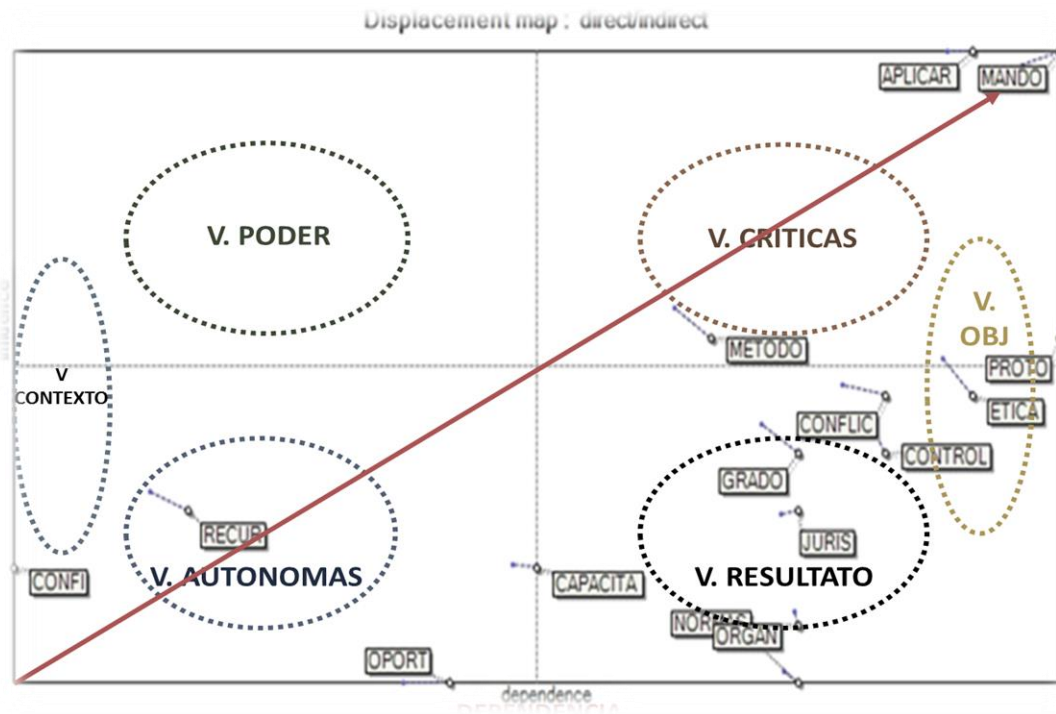 Displacement map : direct/indirect
APLICAR
MANDO
V. PODER
V. CRITICAS
V.
OBJ
METODO
PROTO
V
CONTEXTO
ETICA
CONFLIC
CONTROL
GRADO
RECUR
JURIS
CONFI
V. AUTONOMAS
CAPACITA
V. RESULTATO
ORGAN
OPORT
dependence
DEPENDENCIA